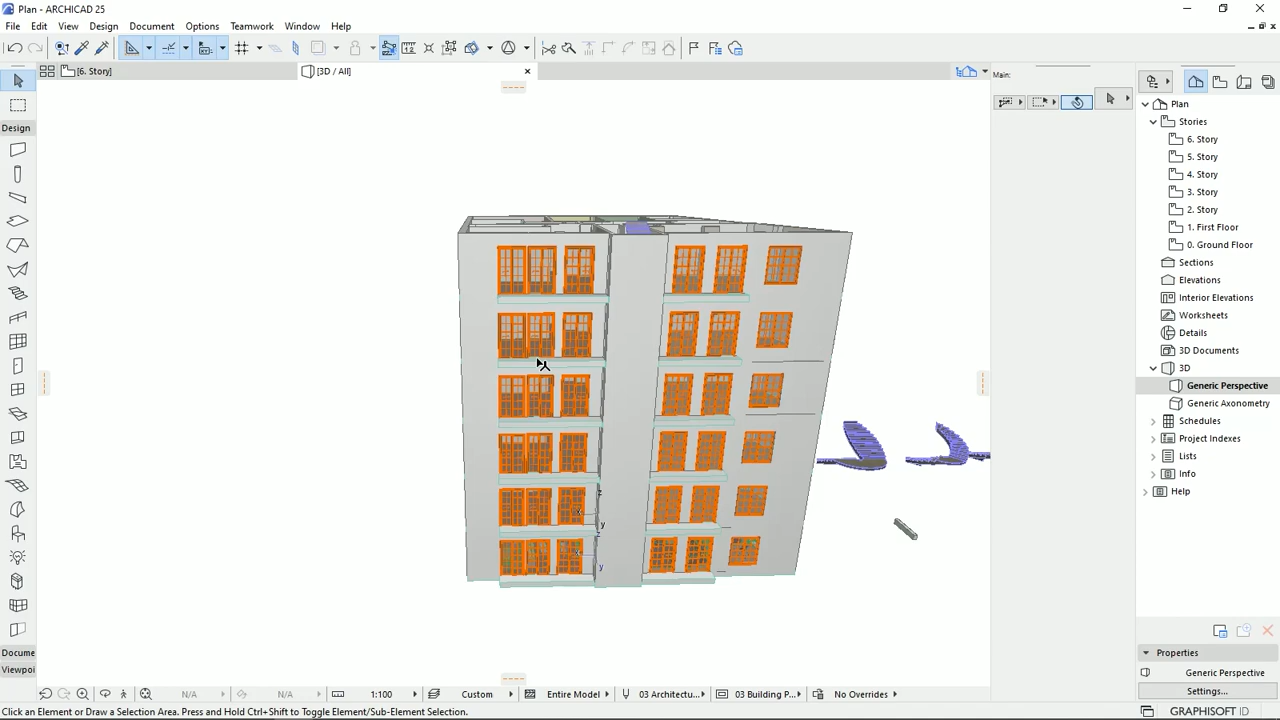 Plan - ARCHICAD 25
File Edit View Design Document Options Teamwork Window Help
[6. Story]
[3D / All]
Main:
Design
Plan
Stories
6. Story
5. Story
4. Story
3. Story
2. Story
1. First Floor
0. Ground Floor
Sections
Elevations
Interior Elevations
Worksheets
Details
3D Documents
3D
Generic Perspective
Generic Axonometry
Schedules
Project Indexes
Lists
Info
Help
z
x
y
x
y
Docume
Viewpoi
Properties
Generic Perspective
Settings...
N/A
N/A
1:100
Custom
Entire Model
03 Architectu...
03 Building P...
No Overrides
Click an Element or Draw a Selection Area. Press and Hold Ctrl+Shift to Toggle Element/Sub-Element Selection.
GRAPHISOFT ID